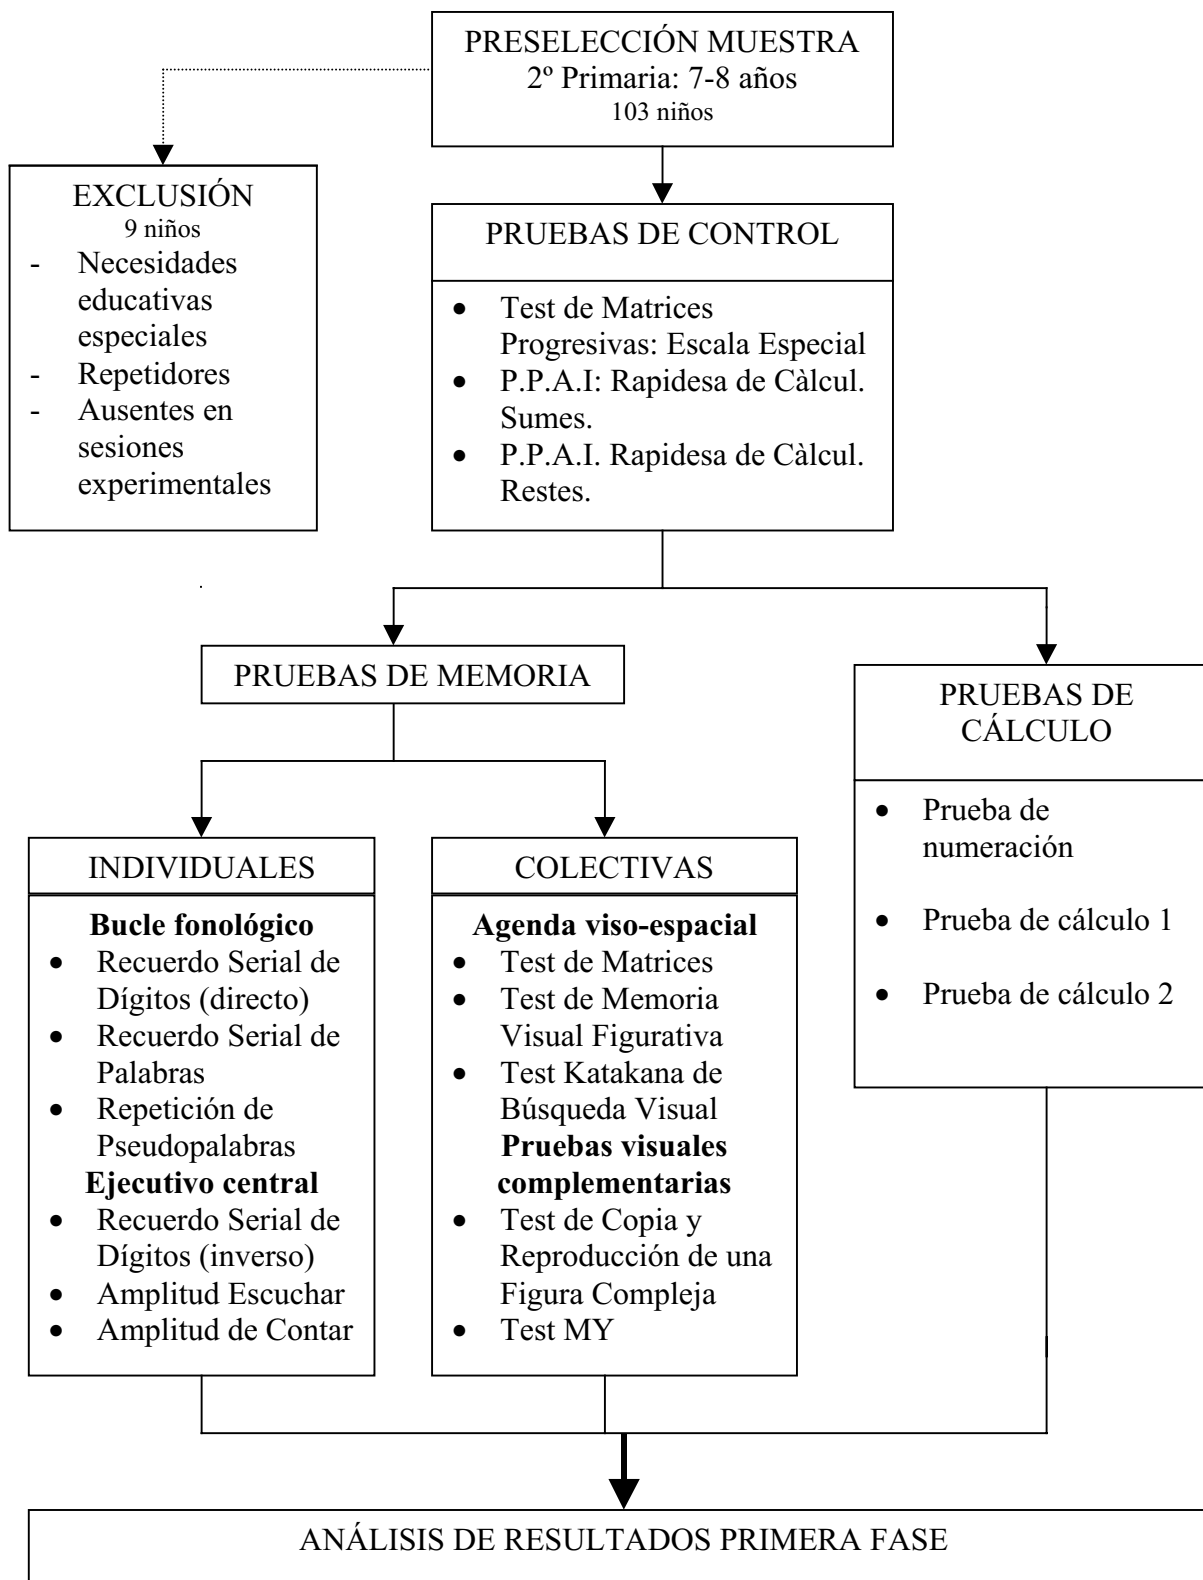 PRESELECCIÓN MUESTRA
2º Primaria: 7-8 años
103 niños
EXCLUSIÓN
9 niños
- Necesidades
educativas
especiales
- Repetidores
- Ausentes en
sesiones
experimentales
PRUEBAS DE CONTROL
• Test de Matrices
Progresivas: Escala Especial
• P.P.A.I: Rapidesa de Càlcul.
Sumes.
• P.P.A.I. Rapidesa de Càlcul.
Restes.
PRUEBAS DE MEMORIA
PRUEBAS DE
CÁLCULO
• Prueba de
numeración
• Prueba de cálculo 1
• Prueba de cálculo 2
INDIVIDUALES
Bucle fonológico
• Recuerdo Serial de
Dígitos (directo)
• Recuerdo Serial de
Palabras
• Repetición de
Pseudopalabras
Ejecutivo central
• Recuerdo Serial de
Dígitos (inverso)
• Amplitud Escuchar
• Amplitud de Contar
COLECTIVAS
Agenda viso-espacial
• Test de Matrices
• Test de Memoria
Visual Figurativa
• Test Katakana de
Búsqueda Visual
Pruebas visuales
complementarias
• Test de Copia y
Reproducción de una
Figura Compleja
• Test MY
ANÁLISIS DE RESULTADOS PRIMERA FASE